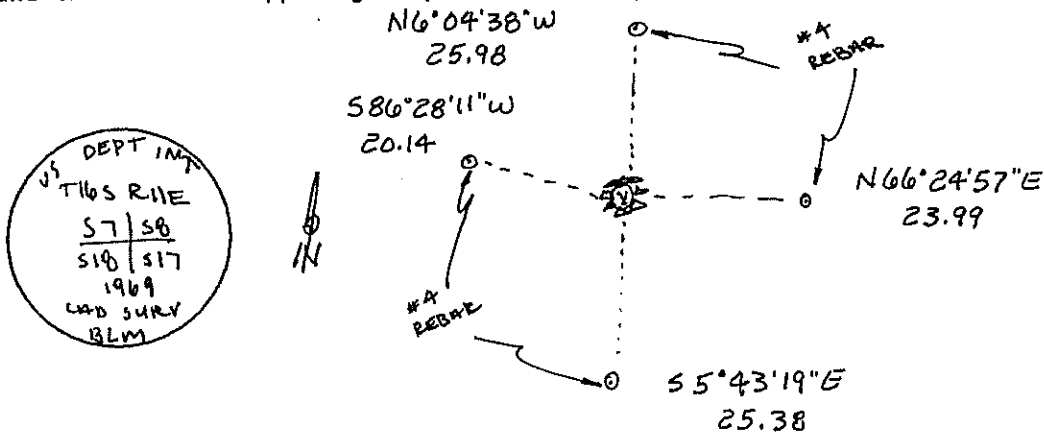 N6°04'38"W
25.98
#4
REBAR
S86°28'11"W
20.14
US DEPT INT
T16S R11E
S7 | S8
S18 | S17
1969
CAD SURV
BLM
N
N66°24'57"E
23.99
#4
REBAR
S5°43'19"E
25.38